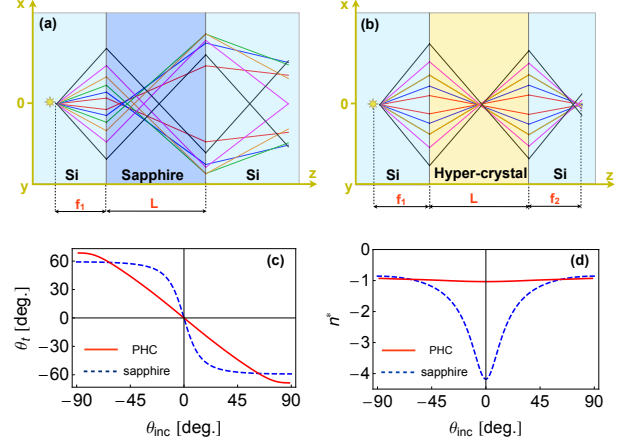 x
(a)
0
y
z
Si
Sapphire
Si
f₁
L
x
(b)
0
y
z
Si
Hyper-crystal
Si
f₁
L
f₂
(c)
60
30
0
−30
−60
θₜ [deg.]
PHC
sapphire
−90 −45 0 45 90
θinc [deg.]
(d)
0
−1
−2
−3
−4
n*
PHC
sapphire
−90 −45 0 45 90
θinc [deg.]